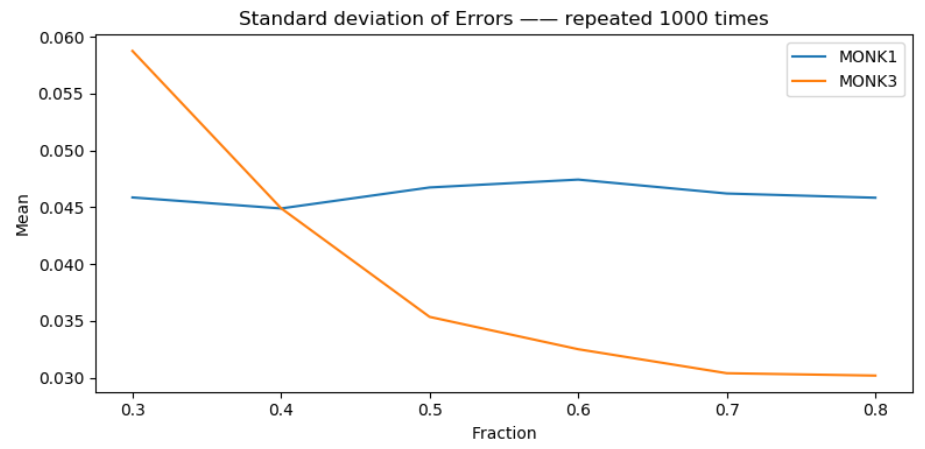 Standard deviation of Errors —— repeated 1000 times
0.060
0.055
0.050
0.045
0.040
0.035
0.030
Mean
MONK1
MONK3
0.3 0.4 0.5 0.6 0.7 0.8
Fraction